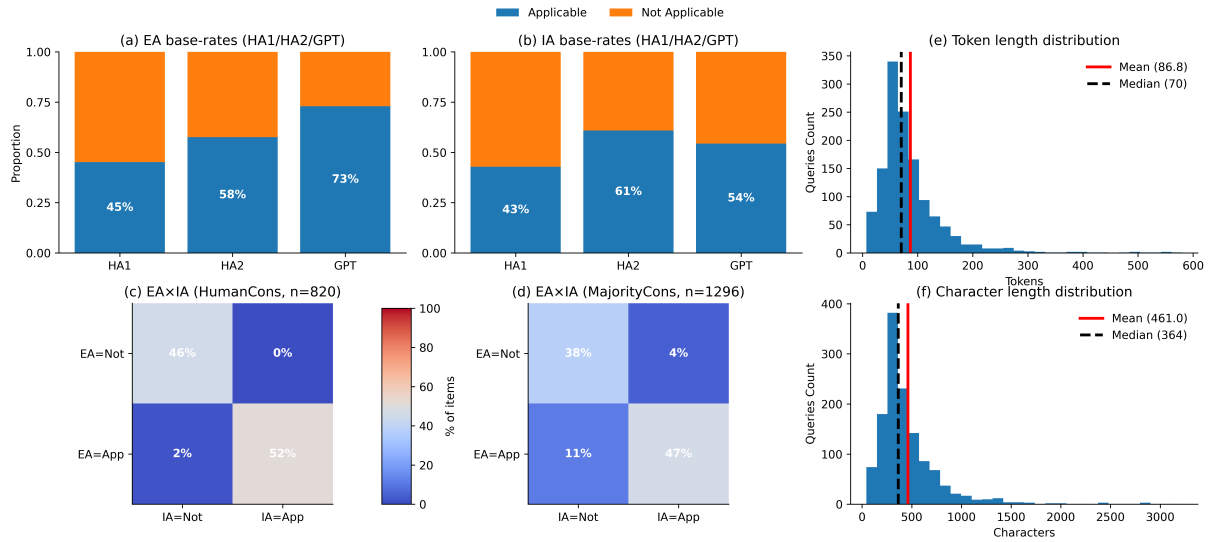 Applicable Not Applicable
(a) EA base-rates (HA1/HA2/GPT)
Proportion
1.00
0.75
0.50
0.25
0.00
45%
58%
73%
HA1 HA2 GPT
(b) IA base-rates (HA1/HA2/GPT)
1.00
0.75
0.50
0.25
0.00
43%
61%
54%
HA1 HA2 GPT
(e) Token length distribution
Queries Count
350
300
250
200
150
100
50
0
Mean (86.8)
Median (70)
0 100 200 300 400 500 600
Tokens
(c) EA×IA (HumanCons, n=820)
EA=Not
EA=App
46% 0%
2% 52%
IA=Not IA=App
100
80
60
40
20
0
% of items
(d) EA×IA (MajorityCons, n=1296)
EA=Not
EA=App
38% 4%
11% 47%
IA=Not IA=App
(f) Character length distribution
Queries Count
400
300
200
100
0
Mean (461.0)
Median (364)
0 500 1000 1500 2000 2500 3000
Characters